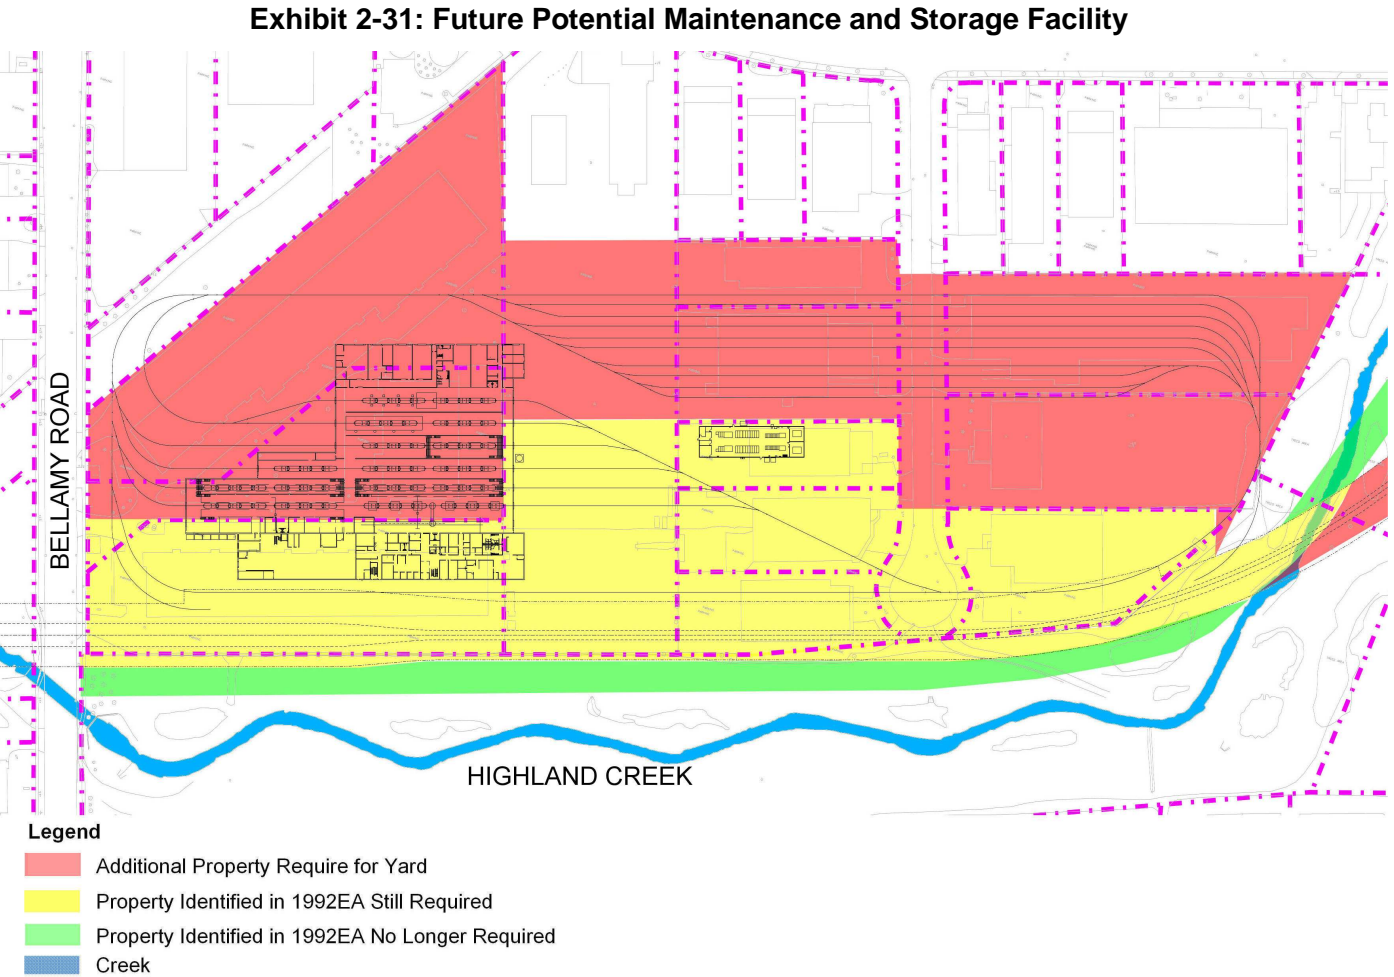 Exhibit 2-31: Future Potential Maintenance and Storage Facility
BELLAMY ROAD
HIGHLAND CREEK
Legend
Additional Property Require for Yard
Property Identified in 1992EA Still Required
Property Identified in 1992EA No Longer Required
Creek